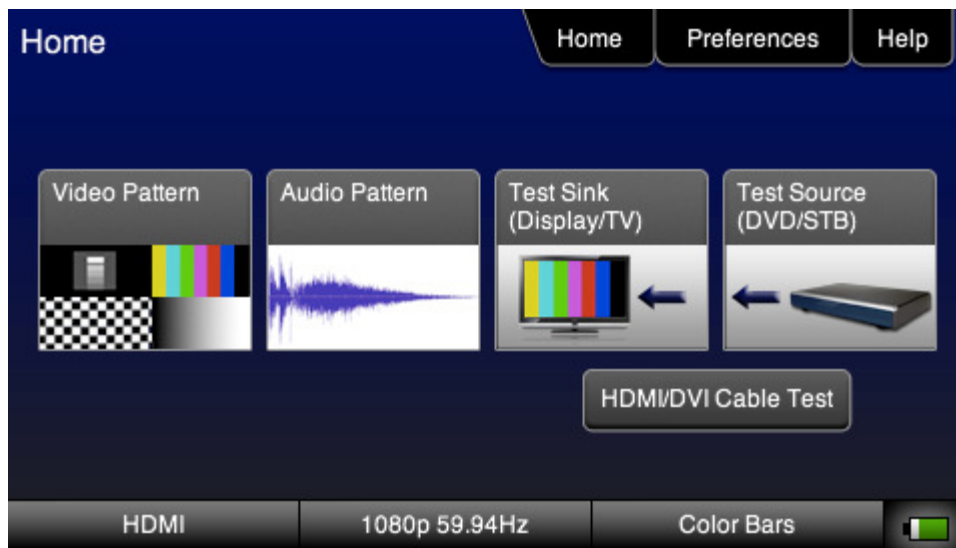 Home
Home
Preferences
Help
Video Pattern
Audio Pattern
Test Sink
(Display/TV)
Test Source
(DVD/STB)
HDMI/DVI Cable Test
HDMI
1080p 59.94Hz
Color Bars